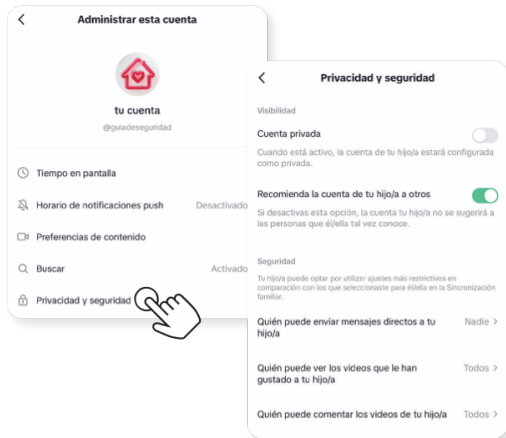 Administrar esta cuenta
tu cuenta
@guiadeseguridad
Tiempo en pantalla
Horario de notificaciones push Desactivado
Preferencias de contenido
Buscar Activado
Privacidad y seguridad
Privacidad y seguridad
Visibilidad
Cuenta privada
Cuando está activo, la cuenta de tu hijo/a estará configurada
como privada.
Recomienda la cuenta de tu hijo/a a otros
Si desactivas esta opción, la cuenta tu hijo/a no se sugerirá a
las personas que él/ella tal vez conoce.
Seguridad
Tu hijo/a puede optar por utilizar ajustes más restrictivos en
comparación con los que seleccionaste para él/ella en la Sincronización
familiar.
Quién puede enviar mensajes directos a tu Nadie
hijo/a
Quién puede ver los videos que le han Todos
gustado a tu hijo/a
Quién puede comentar los videos de tu hijo/a Todos